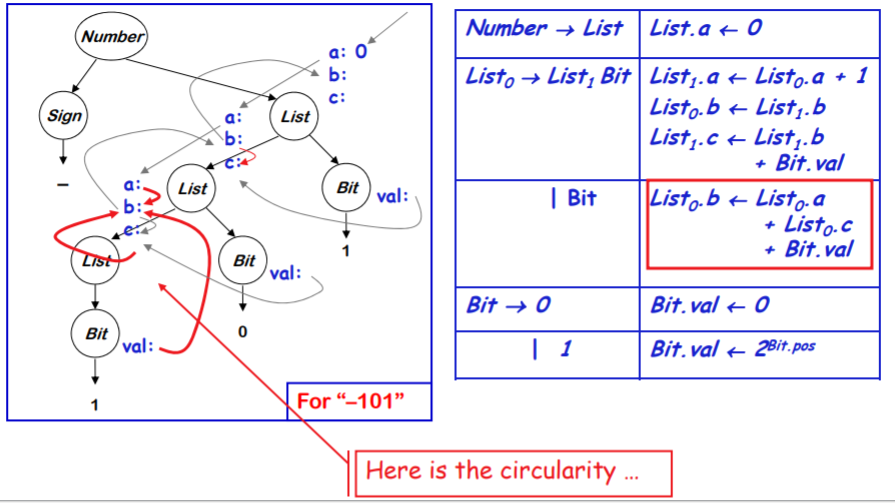 Number
a: 0
b:
c:
Sign
List
a:
b:
c:
–
a:
b:
c:
List
Bit
val:
1
List
Bit
val:
0
Bit
val:
1
For "–101"
Number → List
List.a ← 0
List₀ → List₁ Bit
List₁.a ← List₀.a + 1
List₀.b ← List₁.b
List₁.c ← List₁.b
+ Bit.val
| Bit
List₀.b ← List₀.a
+ List₀.c
+ Bit.val
Bit → 0
Bit.val ← 0
| 1
Bit.val ← 2ᴮⁱᵗ·ᵖᵒˢ
Here is the circularity …